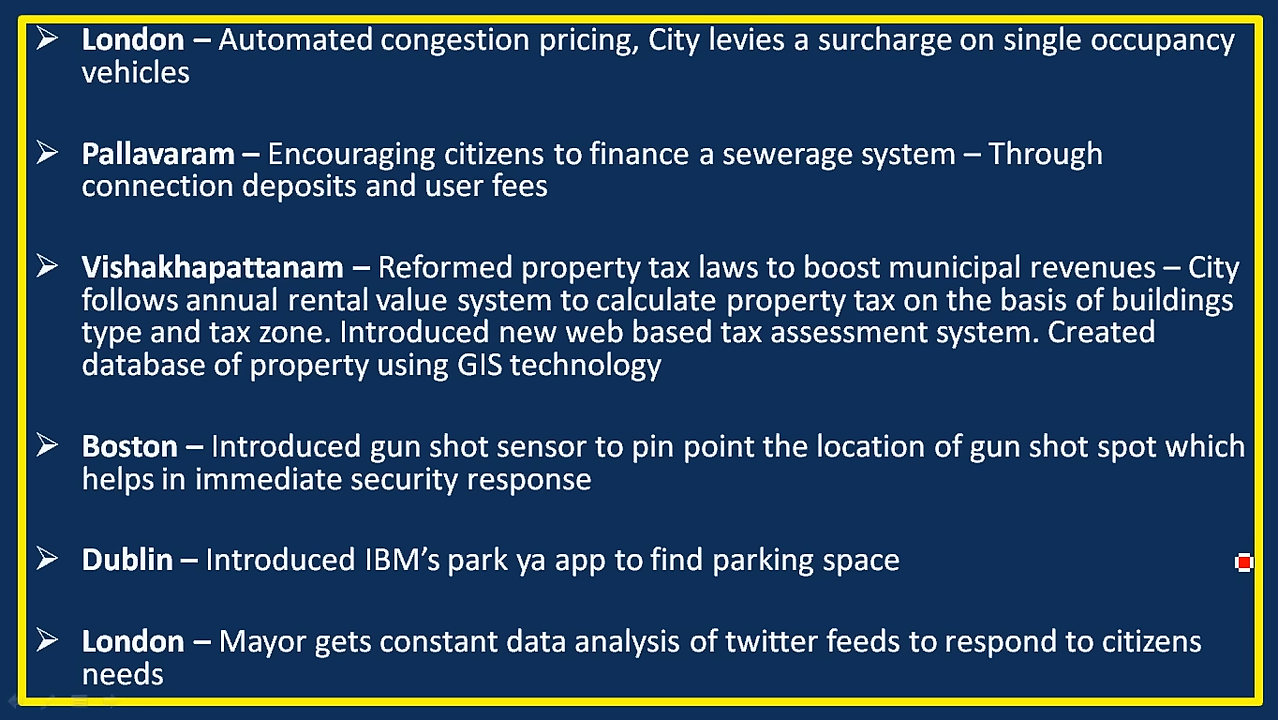 ➢ London – Automated congestion pricing, City levies a surcharge on single occupancy
vehicles
➢ Pallavaram – Encouraging citizens to finance a sewerage system – Through
connection deposits and user fees
➢ Vishakhapattanam – Reformed property tax laws to boost municipal revenues – City
follows annual rental value system to calculate property tax on the basis of buildings
type and tax zone. Introduced new web based tax assessment system. Created
database of property using GIS technology
➢ Boston – Introduced gun shot sensor to pin point the location of gun shot spot which
helps in immediate security response
➢ Dublin – Introduced IBM’s park ya app to find parking space
➢ London – Mayor gets constant data analysis of twitter feeds to respond to citizens
needs